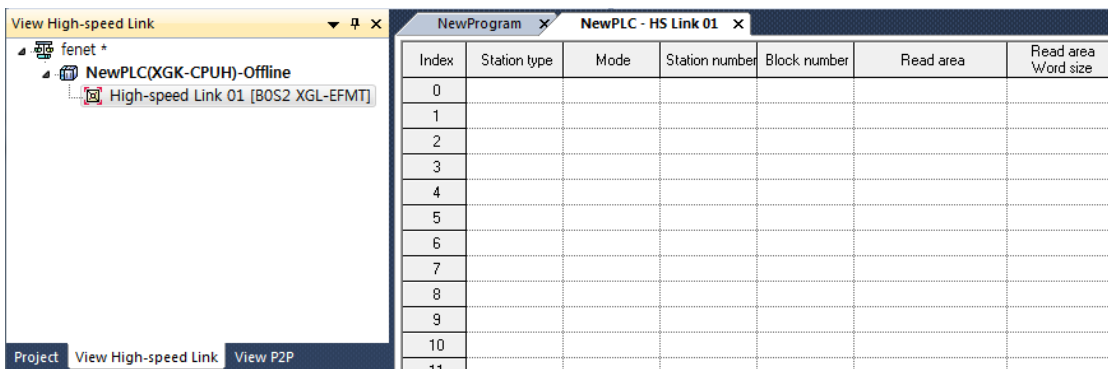 View High-speed Link
fenet *
NewPLC(XGK-CPUH)-Offline
High-speed Link 01 [B0S2 XGL-EFMT]
Project View High-speed Link View P2P
NewProgram x NewPLC - HS Link 01 x
Index Station type Mode Station number Block number Read area Read area Word size
0
1
2
3
4
5
6
7
8
9
10
11